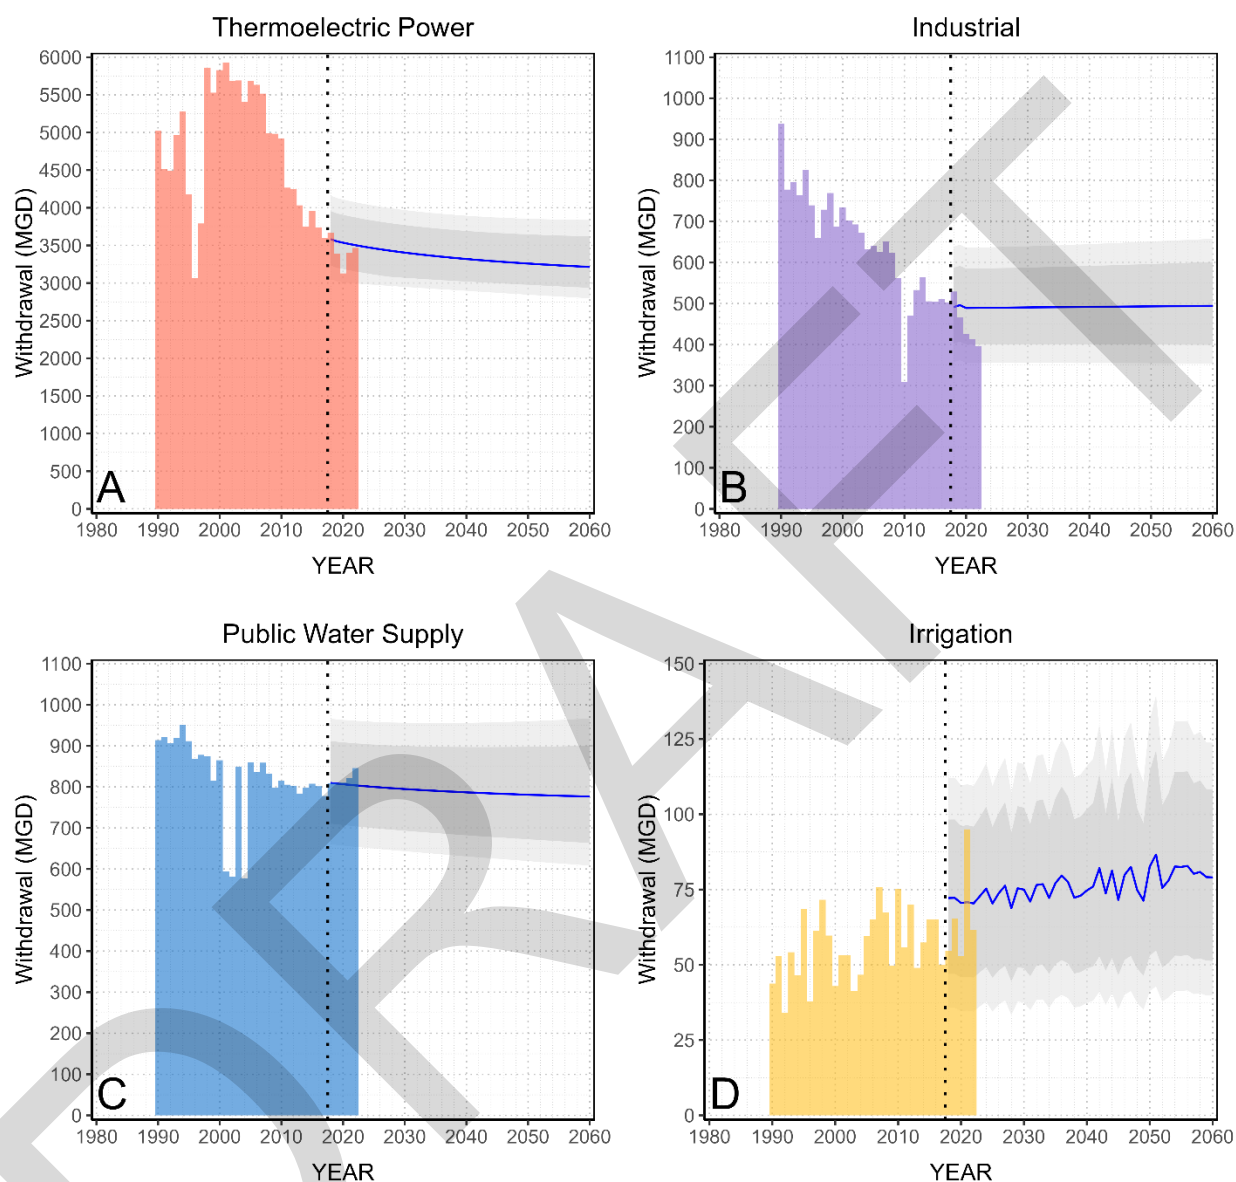 Thermoelectric Power
Withdrawal (MGD)
6000
5500
5000
4500
4000
3500
3000
2500
2000
1500
1000
500
0
A
1980 1990 2000 2010 2020 2030 2040 2050 2060
YEAR
Industrial
Withdrawal (MGD)
1100
1000
900
800
700
600
500
400
300
200
100
0
B
1980 1990 2000 2010 2020 2030 2040 2050 2060
YEAR
Public Water Supply
Withdrawal (MGD)
1100
1000
900
800
700
600
500
400
300
200
100
0
C
1980 1990 2000 2010 2020 2030 2040 2050 2060
YEAR
Irrigation
Withdrawal (MGD)
150
125
100
75
50
25
0
D
1980 1990 2000 2010 2020 2030 2040 2050 2060
YEAR
DRAFT